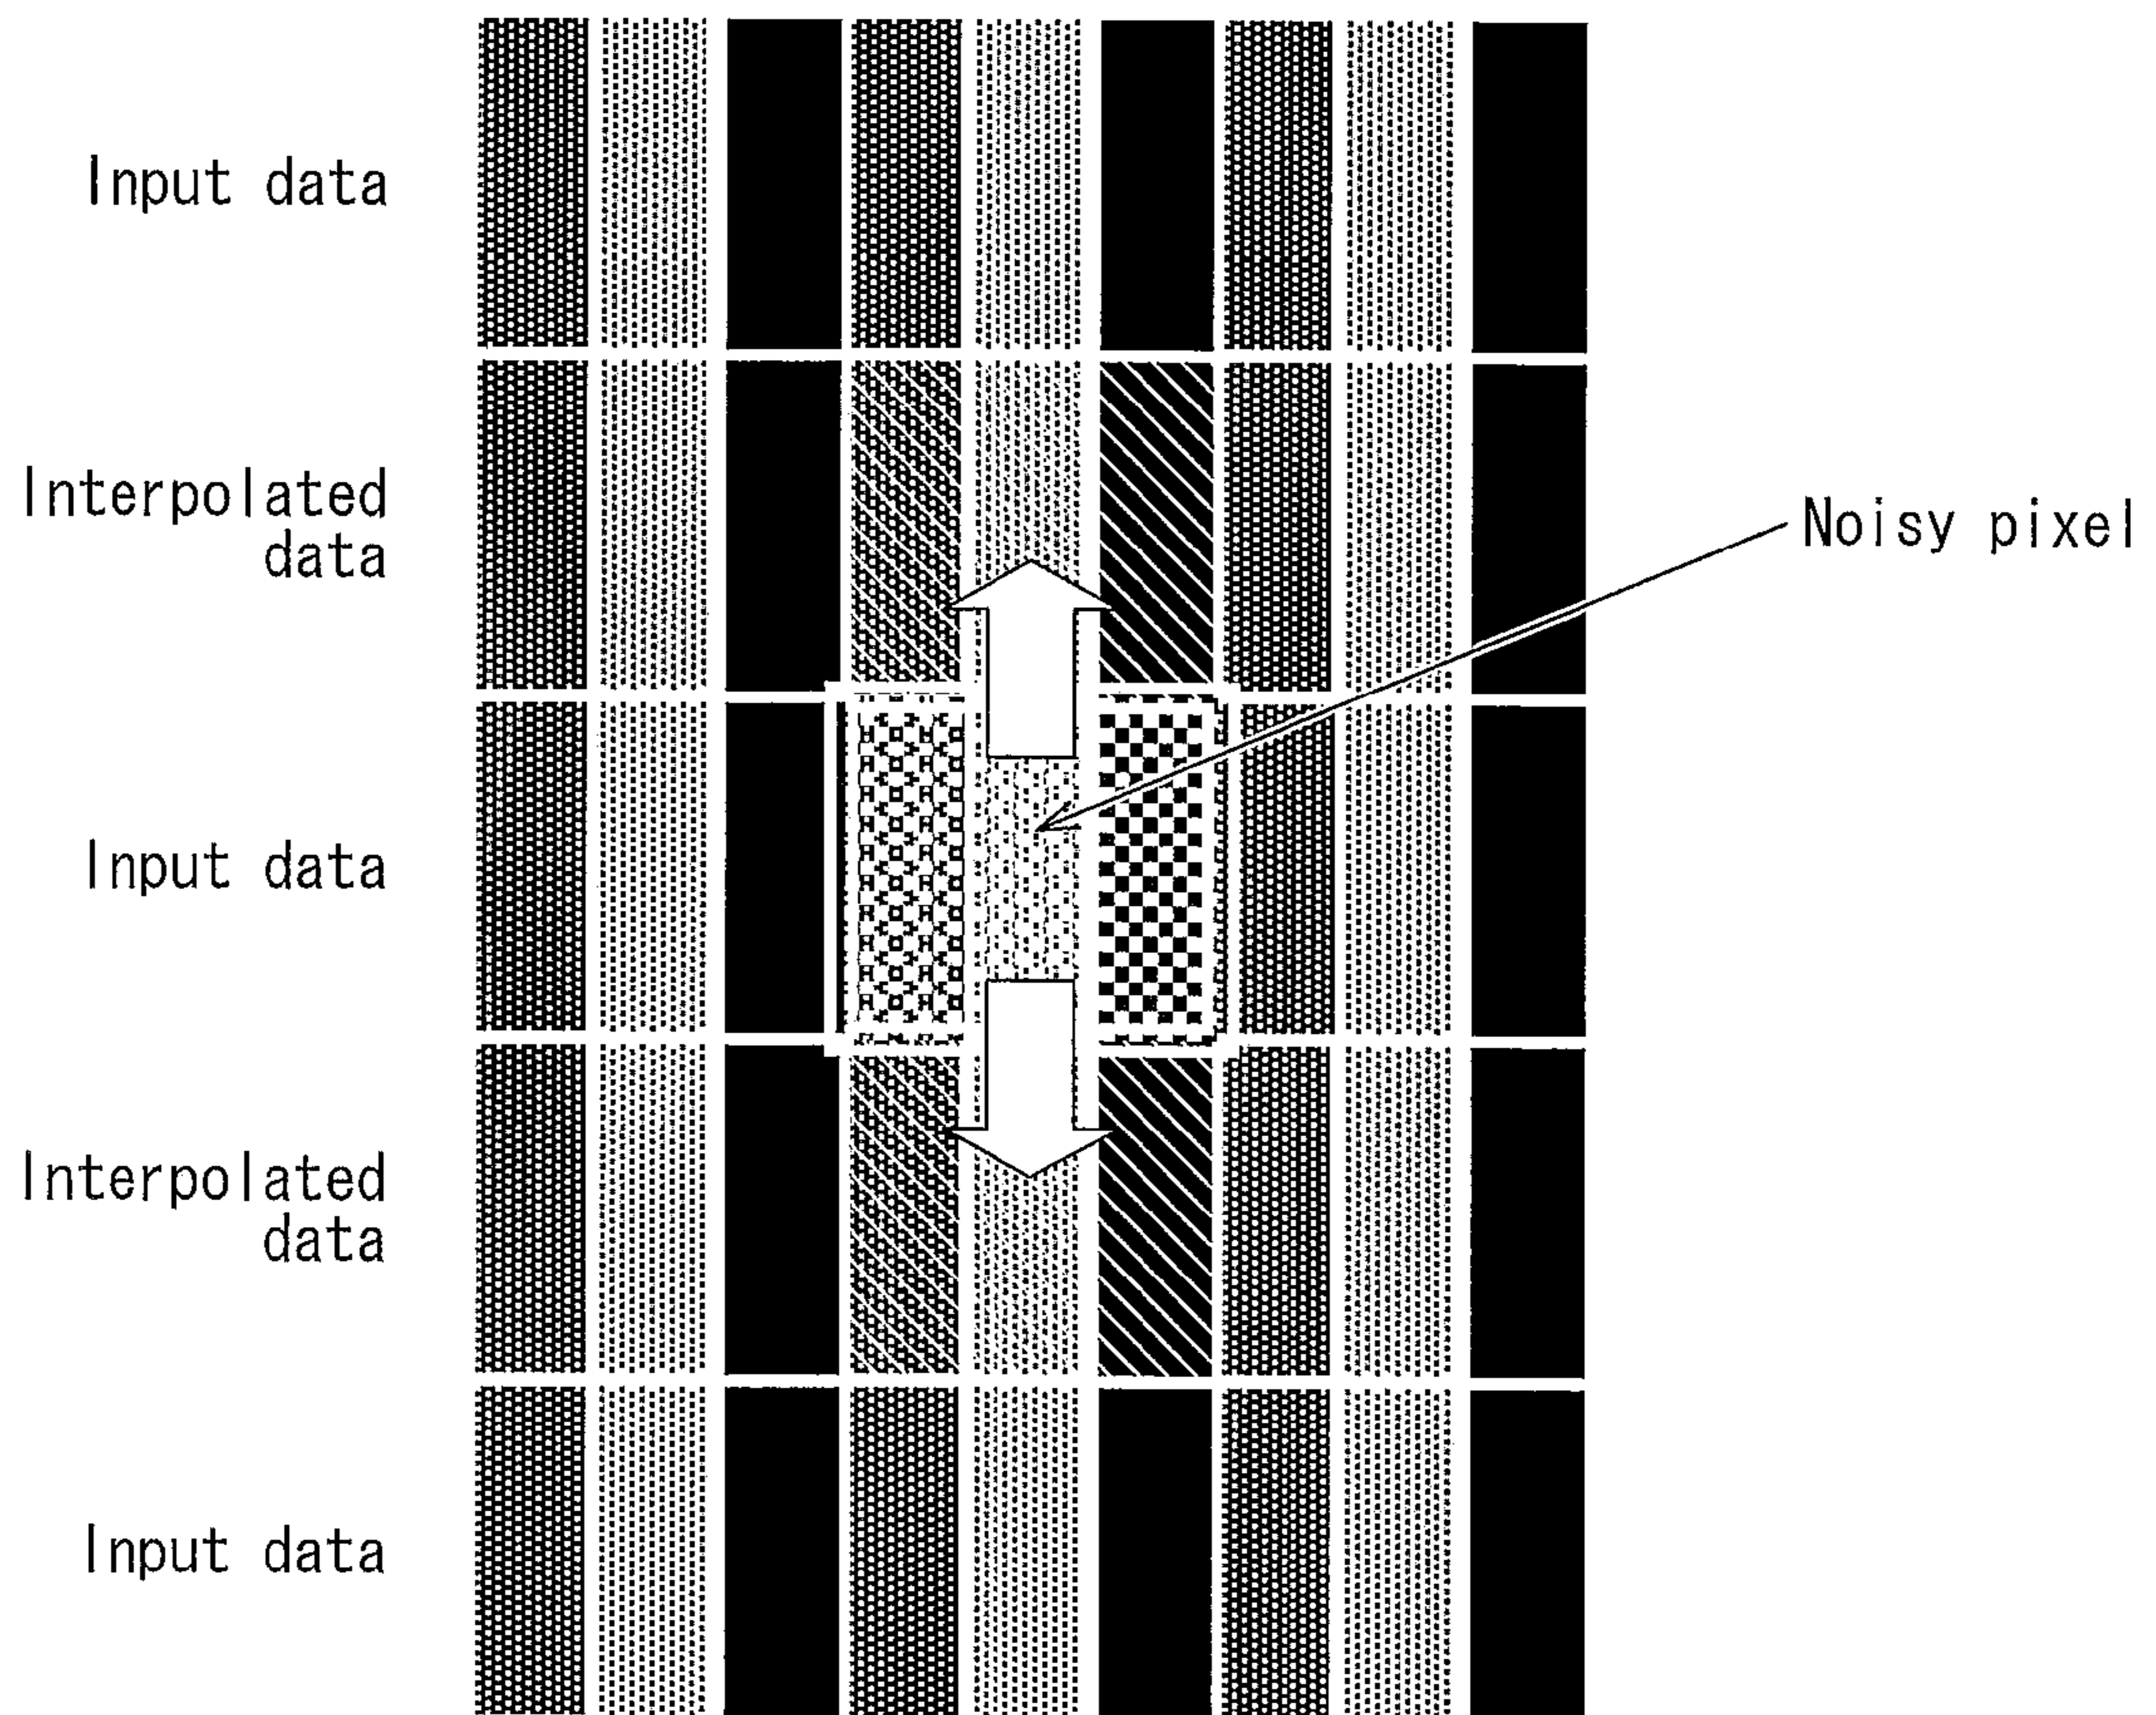 Input data
Interpolated
data
Noisy pixel
Input data
Interpolated
data
Input data